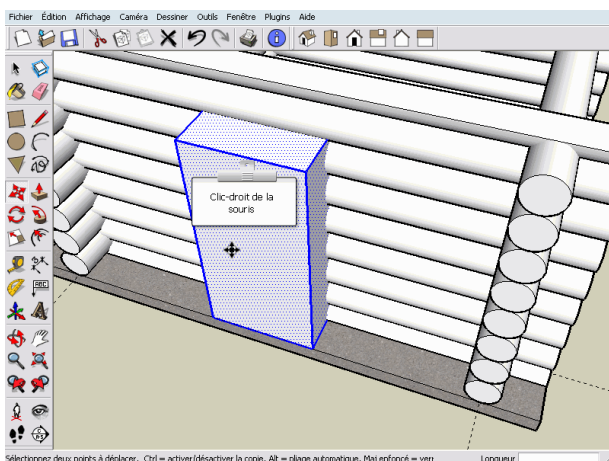 Fichier Édition Affichage Caméra Dessiner Outils Fenêtre Plugins Aide
Clic-droit de la
souris
ABC
Sélectionnez deux points à déplacer. Ctrl = activer/désactiver la copie, Alt = pliage automatique, Maj enfoncé = verr
Longueur